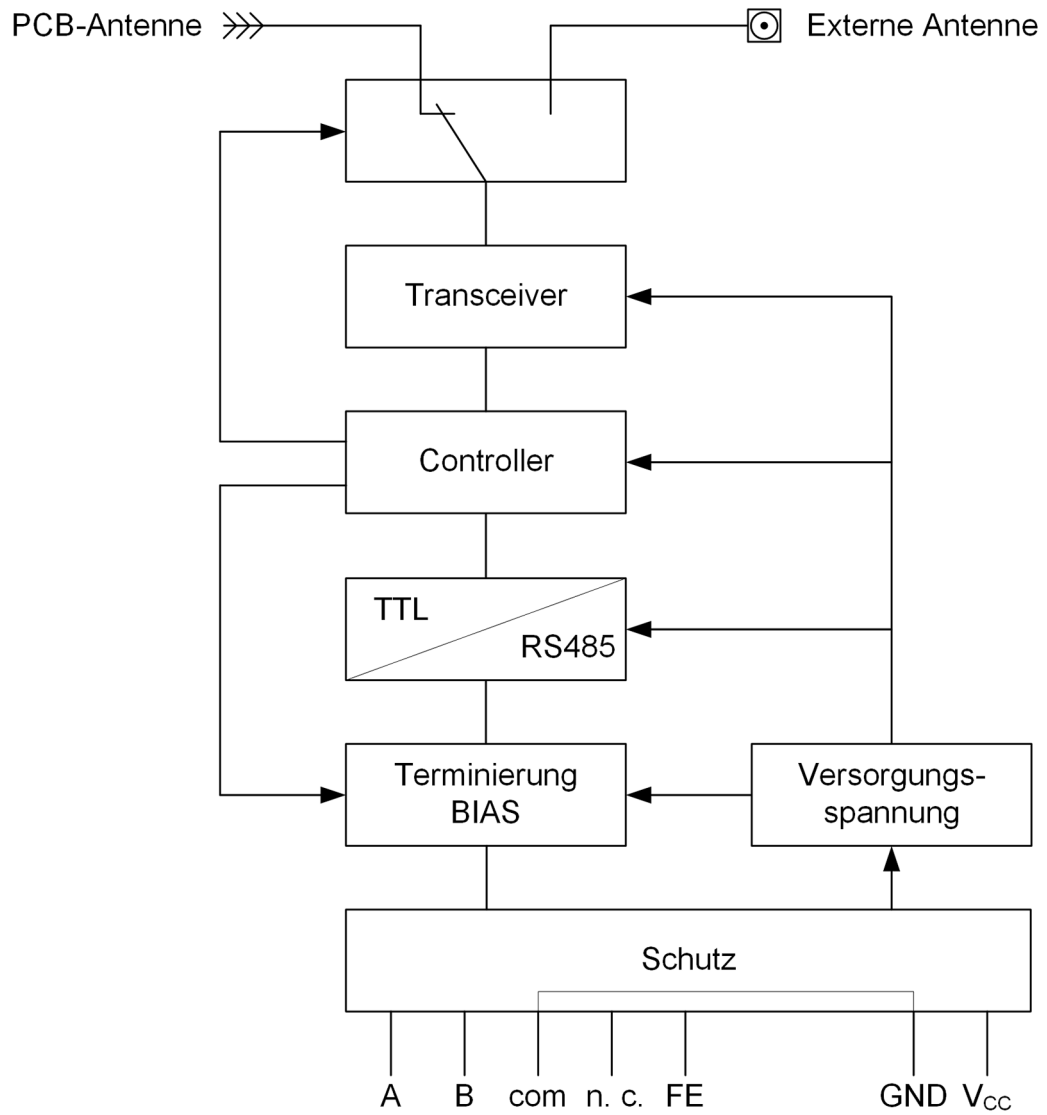 PCB-Antenne
Externe Antenne
Transceiver
Controller
TTL
RS485
Terminierung
BIAS
Versorgungs-
spannung
Schutz
A B com n. c. FE GND VCC